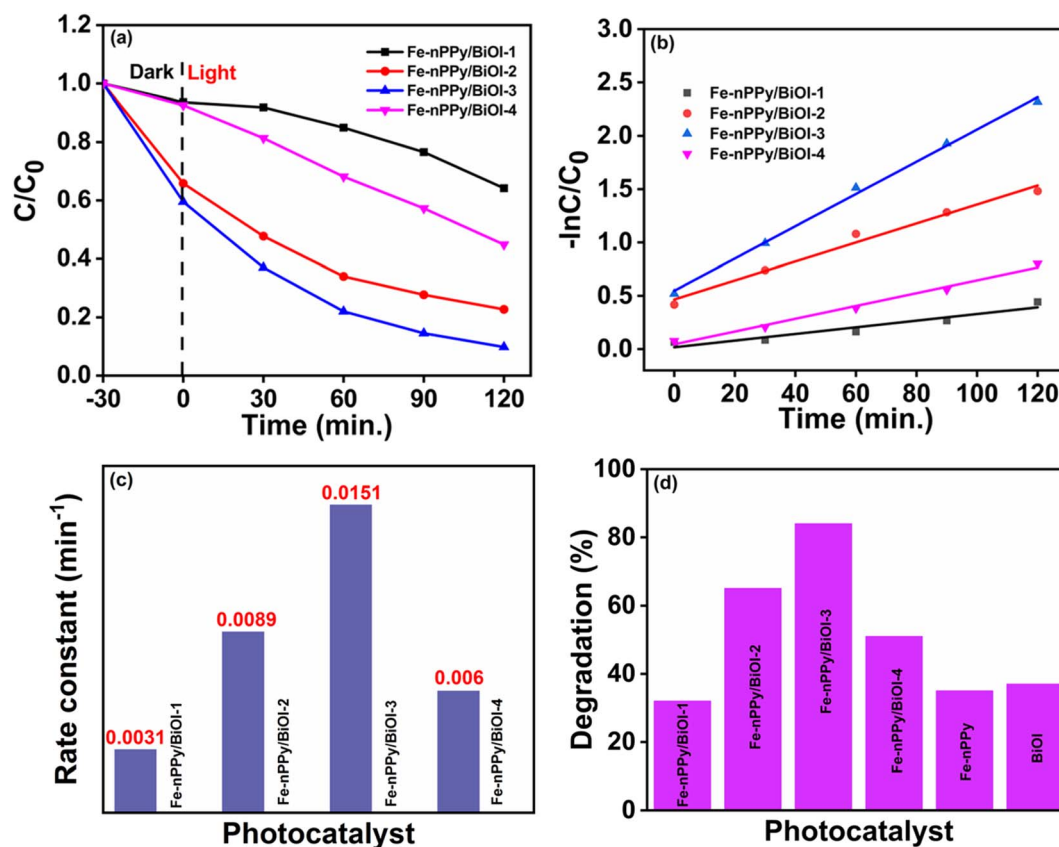 (a)
Dark Light
Fe-nPPy/BiOI-1
Fe-nPPy/BiOI-2
Fe-nPPy/BiOI-3
Fe-nPPy/BiOI-4
C/C0
1.2
1.0
0.8
0.6
0.4
0.2
0.0
-30 0 30 60 90 120
Time (min.)
(b)
Fe-nPPy/BiOI-1
Fe-nPPy/BiOI-2
Fe-nPPy/BiOI-3
Fe-nPPy/BiOI-4
-lnC/C0
3.0
2.5
2.0
1.5
1.0
0.5
0.0
0 20 40 60 80 100 120
Time (min.)
(c)
Rate constant (min-1)
0.0031
0.0089
0.0151
0.006
Fe-nPPy/BiOI-1
Fe-nPPy/BiOI-2
Fe-nPPy/BiOI-3
Fe-nPPy/BiOI-4
Photocatalyst
(d)
Degradation (%)
100
80
60
40
20
0
Fe-nPPy/BiOI-1
Fe-nPPy/BiOI-2
Fe-nPPy/BiOI-3
Fe-nPPy/BiOI-4
Fe-nPPy
BiOI
Photocatalyst